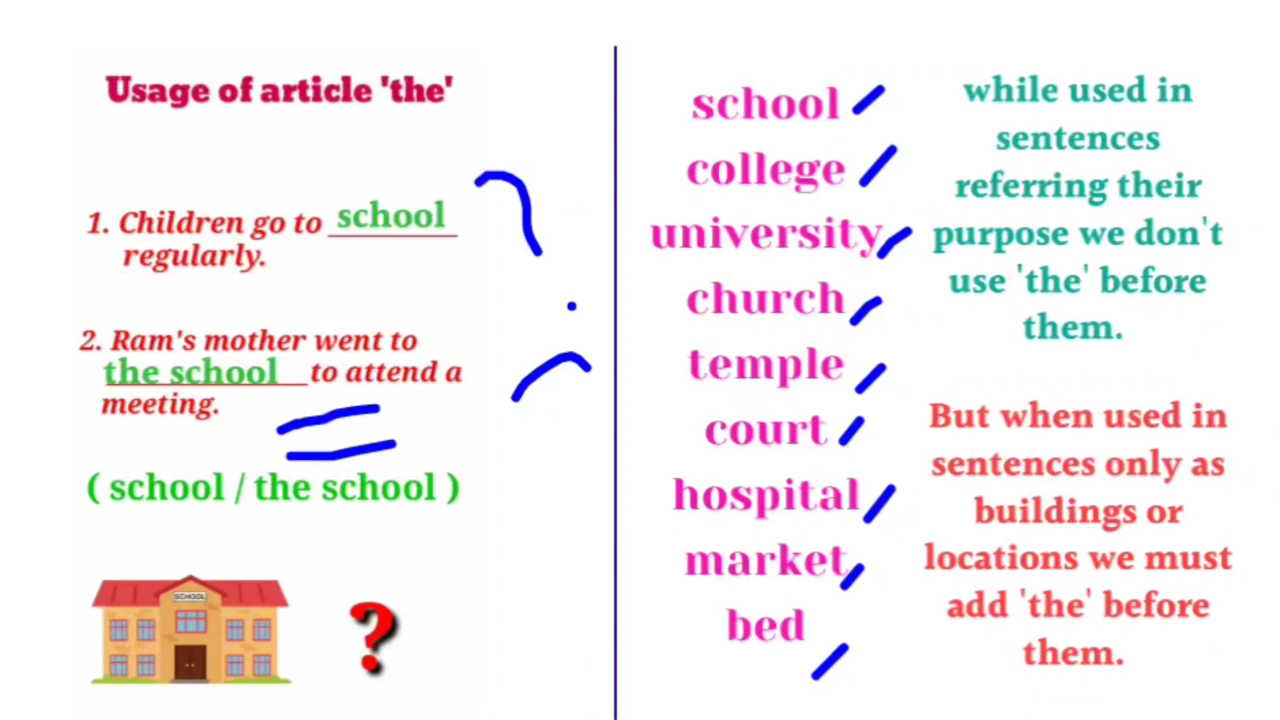 Usage of article 'the'
1. Children go to school
regularly.
2. Ram's mother went to
the school to attend a
meeting.
( school / the school )
SCHOOL
?
school
college
university
church
temple
court
hospital
market
bed
while used in
sentences
referring their
purpose we don't
use 'the' before
them.
But when used in
sentences only as
buildings or
locations we must
add 'the' before
them.